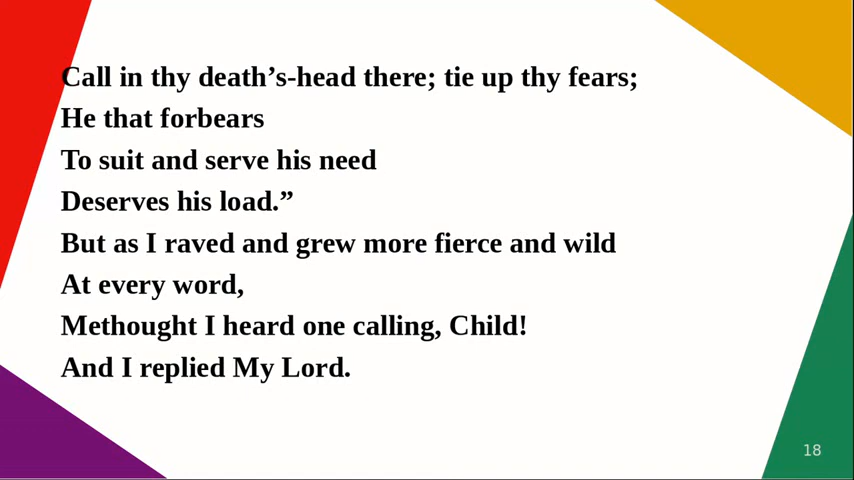 Call in thy death’s-head there; tie up thy fears;
He that forbears
To suit and serve his need
Deserves his load.”
But as I raved and grew more fierce and wild
At every word,
Methought I heard one calling, Child!
And I replied My Lord.
18